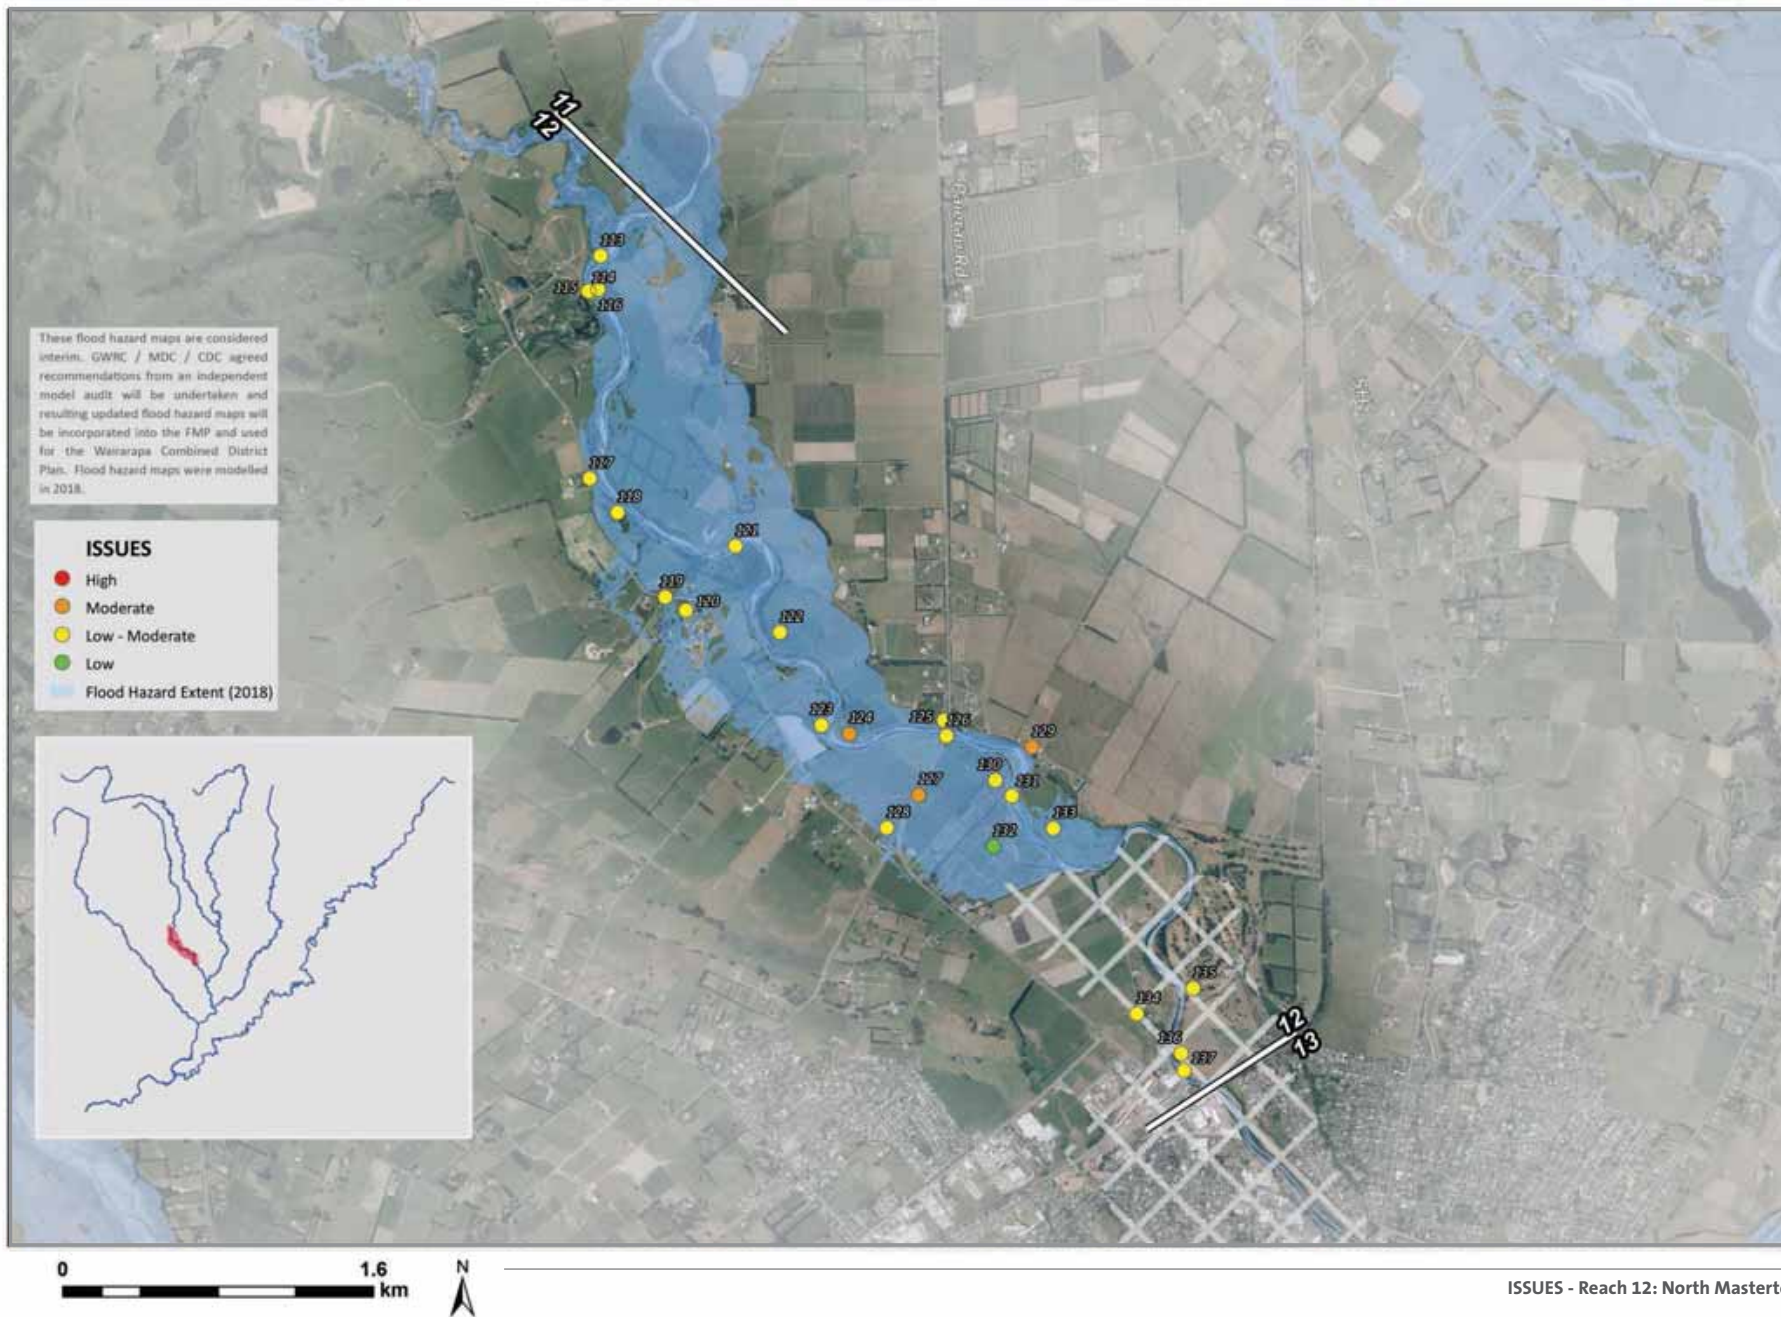 11
12
113
114
115
116
Paierau Rd
SH2
These flood hazard maps are considered
interim. GWRC / MDC / CDC agreed
recommendations from an independent
model audit will be undertaken and
resulting updated flood hazard maps will
be incorporated into the FMP and used
for the Wairarapa Combined District
Plan. Flood hazard maps were modelled
in 2018.
117
118
121
119
120
122
ISSUES
High
Moderate
Low - Moderate
Low
Flood Hazard Extent (2018)
123
124
125
126
129
130
127
131
128
133
132
135
134
136
137
12
13
0
1.6
km
N
ISSUES - Reach 12: North Masterto